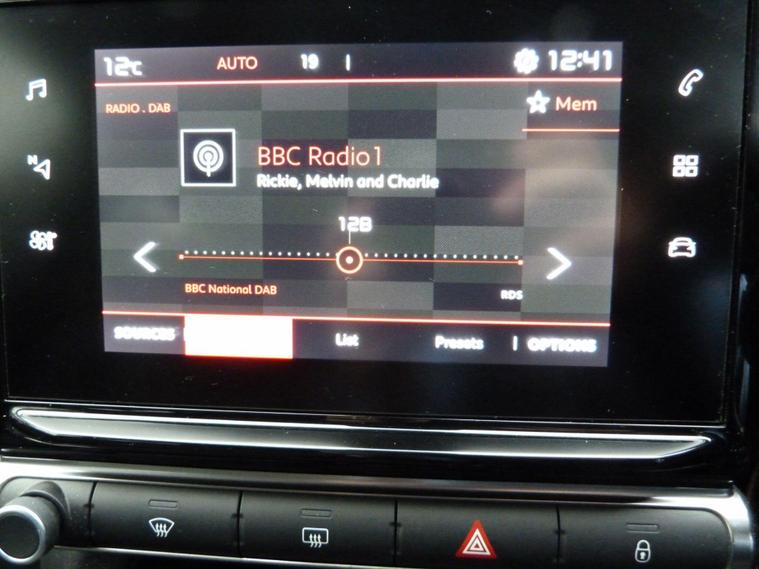 12c AUTO 19 12:41
RADIO . DAB
Mem
BBC Radio 1
Rickie, Melvin and Charlie
12B
BBC National DAB
RDS
SOURCES List Presets OPTIONS
N